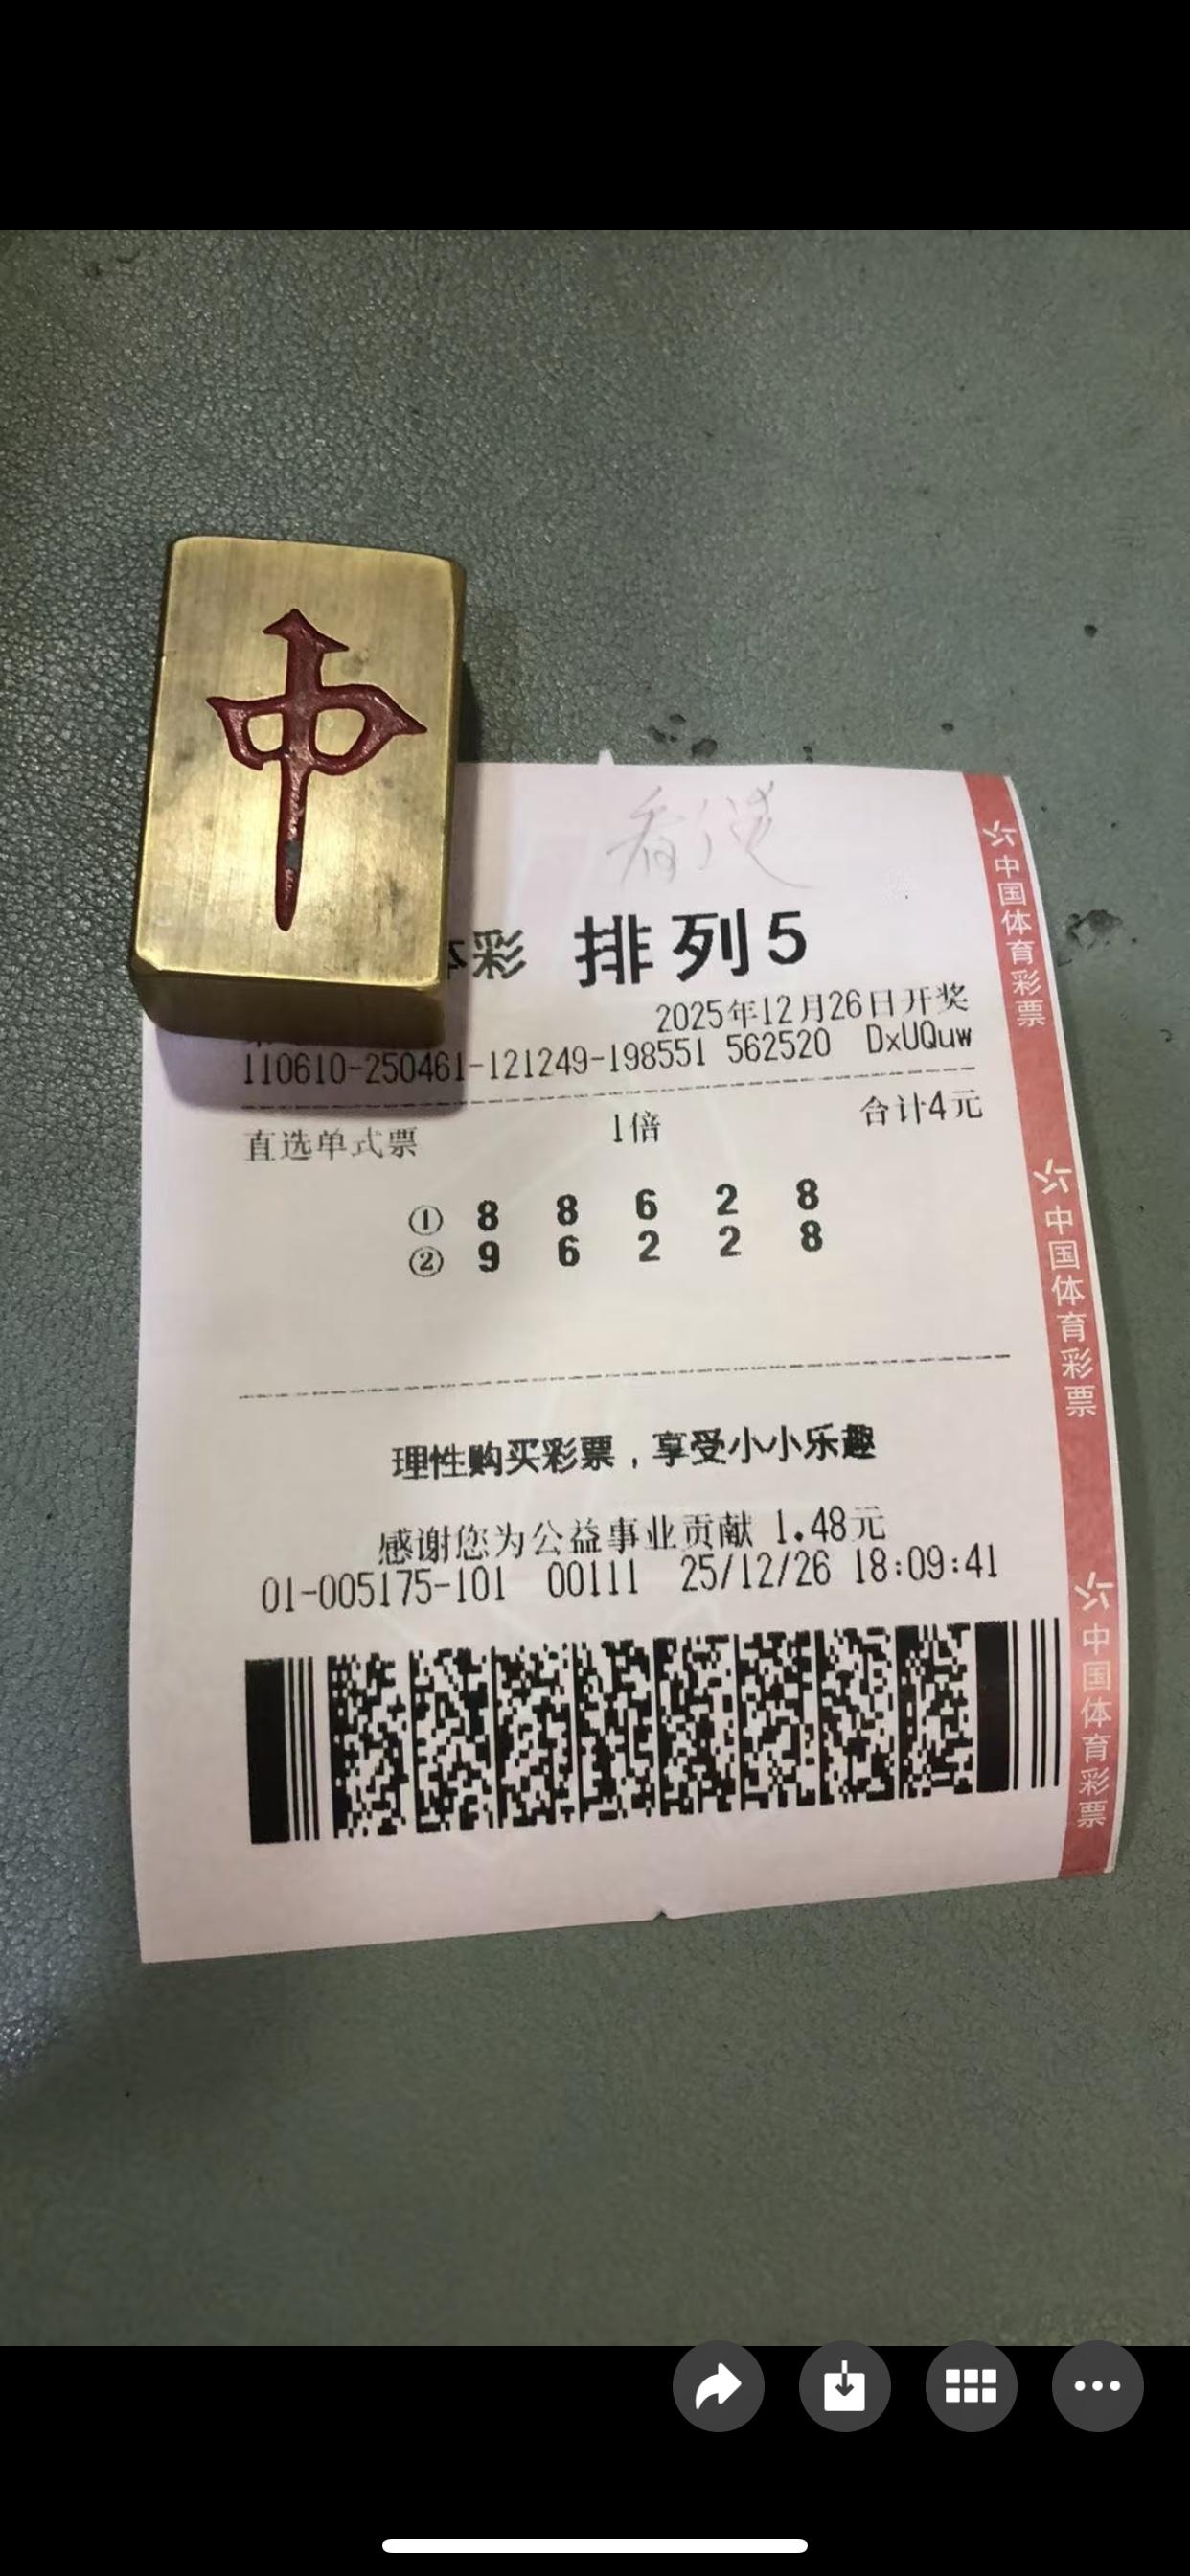 中
彩 排列5
2025年12月26日开奖
110610-250461-121249-198551 562520 DxUQuw
直选单式票 1倍 合计4元
① 8 8 6 2 8
② 9 6 2 2 8
理性购买彩票，享受小小乐趣
感谢您为公益事业贡献 1.48元
01-005175-101 00111 25/12/26 18:09:41
中国体育彩票
中国体育彩票
中国体育彩票